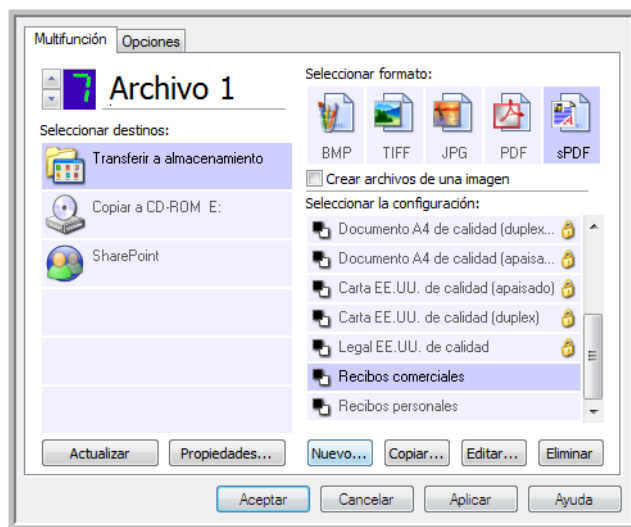 Multifunción Opciones
7 Archivo 1
Seleccionar destinos:
Transferir a almacenamiento
Copiar a CD-ROM E:
SharePoint
Actualizar Propiedades...
Seleccionar formato:
BMP TIFF JPG PDF sPDF
Crear archivos de una imagen
Seleccionar la configuración:
Documento A4 de calidad (duplex...
Documento A4 de calidad (apaisa...
Carta EE.UU. de calidad (apaisado)
Carta EE.UU. de calidad (duplex)
Legal EE.UU. de calidad
Recibos comerciales
Recibos personales
Nuevo... Copiar... Editar... Eliminar
Aceptar Cancelar Aplicar Ayuda